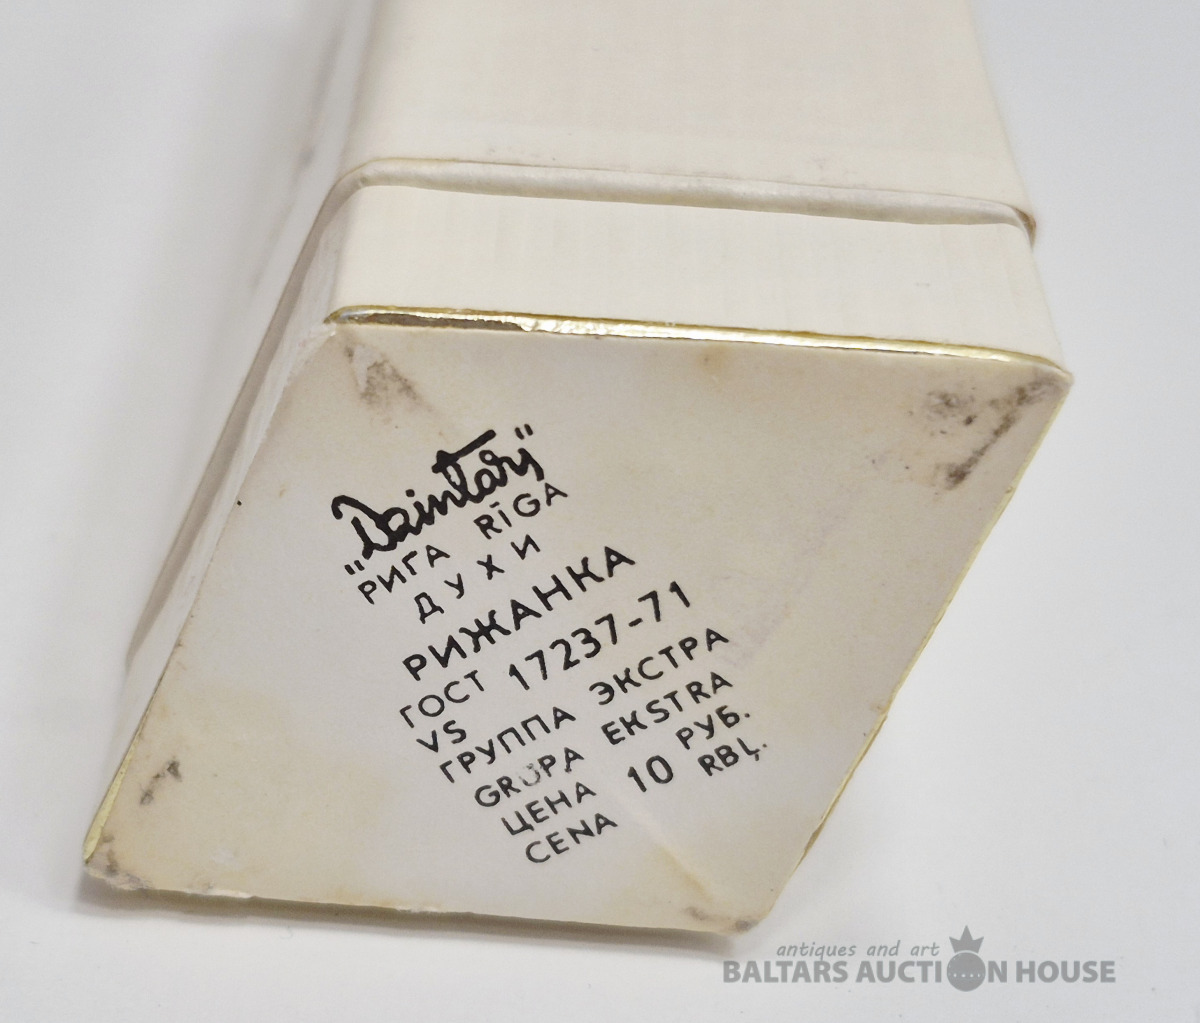 "Dzintars"
РИГА RĪGA
ДУХИ
РИЖАНКА
ГОСТ 17237-71
VS
ГРУППА ЭКСТРА
GRUPA EKSTRA
ЦЕНА 10 РУБ.
CENA RBĻ.
antiques and art
BALTARS AUCTION HOUSE